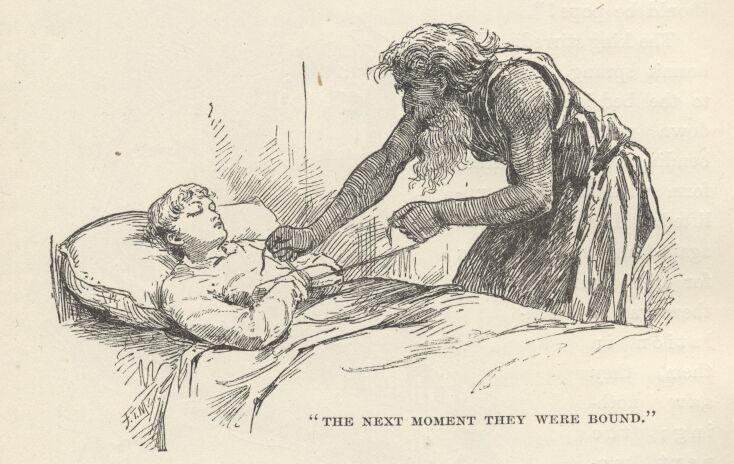 F.T.M.
“THE NEXT MOMENT THEY WERE BOUND.”